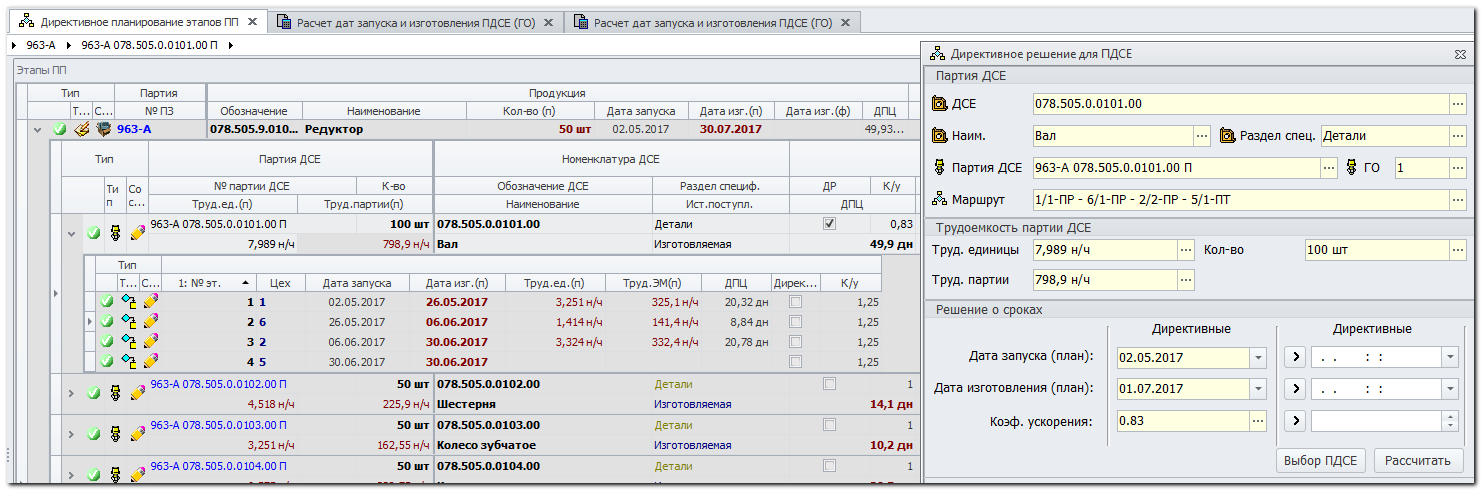 Директивное планирование этапов ПП
Расчет дат запуска и изготовления ПДСЕ (ГО)
Расчет дат запуска и изготовления ПДСЕ (ГО)
963-А 963-А 078.505.0.0101.00 П
Этапы ПП
Тип Партия Продукция
Т... С... № ПЗ Обозначение Наименование Кол-во (п) Дата запуска Дата изг.(п) Дата изг.(ф) ДПЦ
963-А 078.505.9.010... Редуктор 50 шт 02.05.2017 30.07.2017 49,93...
Тип Партия ДСЕ Номенклатура ДСЕ
Ти п Со с... № партии ДСЕ К-во Обозначение ДСЕ Раздел специф. ДР К/у
Труд.ед.(п) Труд.партии(п) Наименование Ист.поступл. ДПЦ
963-А 078.505.0.0101.00 П 100 шт 078.505.0.0101.00 Детали 0,83
7,989 н/ч 798,9 н/ч Вал Изготовляемая 49,9 дн
Тип
Т... С... 1: № эт. Цех Дата запуска Дата изг.(п) Труд.ед.(п) Труд.ЭМ(п) ДПЦ Дирек... К/у
1 1 02.05.2017 26.05.2017 3,251 н/ч 325,1 н/ч 20,32 дн 1,25
2 6 26.05.2017 06.06.2017 1,414 н/ч 141,4 н/ч 8,84 дн 1,25
3 2 06.06.2017 30.06.2017 3,324 н/ч 332,4 н/ч 20,78 дн 1,25
4 5 30.06.2017 30.06.2017 1,25
963-А 078.505.0.0102.00 П 50 шт 078.505.0.0102.00 Детали 1
4,518 н/ч 225,9 н/ч Шестерня Изготовляемая 14,1 дн
963-А 078.505.0.0103.00 П 50 шт 078.505.0.0103.00 Детали 1
3,251 н/ч 162,55 н/ч Колесо зубчатое Изготовляемая 10,2 дн
963-А 078.505.0.0104.00 П 50 шт 078.505.0.0104.00 Детали 1
Директивное решение для ПДСЕ
Партия ДСЕ
ДСЕ 078.505.0.0101.00
Наим. Вал Раздел спец. Детали
Партия ДСЕ 963-А 078.505.0.0101.00 П ГО 1
Маршрут 1/1-ПР - 6/1-ПР - 2/2-ПР - 5/1-ПТ
Трудоемкость партии ДСЕ
Труд. единицы 7,989 н/ч Кол-во 100 шт
Труд. партии 798,9 н/ч
Решение о сроках
Директивные Директивные
Дата запуска (план): 02.05.2017 . . : :
Дата изготовления (план): 01.07.2017 . . : :
Коэф. ускорения: 0.83
Выбор ПДСЕ Рассчитать